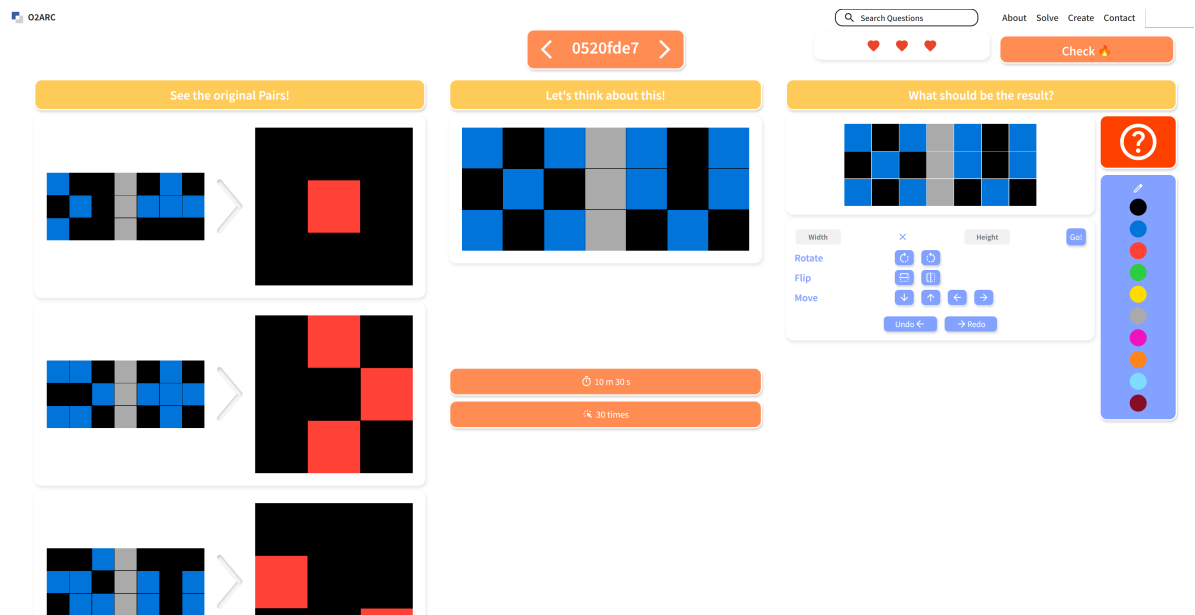 O2ARC
Search Questions
About Solve Create Contact
0520fde7
Check
See the original Pairs!
Let's think about this!
What should be the result?
?
Width × Height Go!
Rotate
Flip
Move
Undo ←
→ Redo
10 m 30 s
30 times